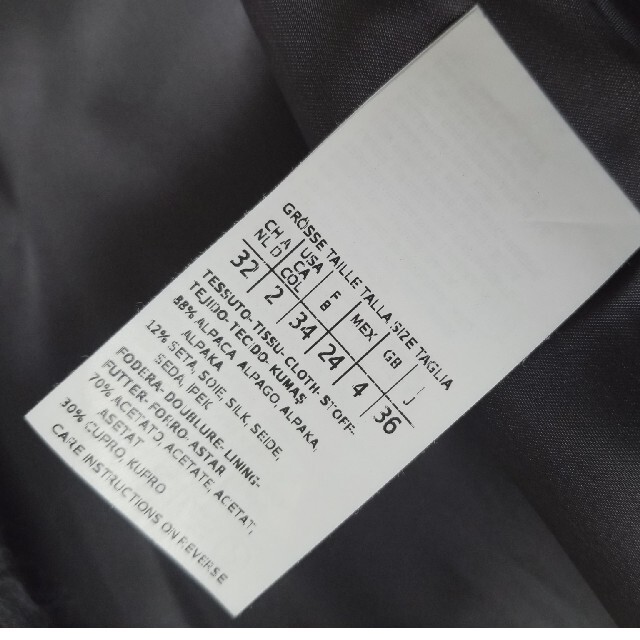 GRÖSSE TAILLE TALLA SIZE TAGLIA
CH A USA F MEX GB J
NL D CA B
COL
32 2 34 24 4 36
TESSUTO-TISSU-CLOTH-STOFF-
TEJIDO-TECIDO-KUMAS
88% ALPACA, ALPAGO, ALPAKA,
ALPAKA
12% SETA, SOIE, SILK, SEIDE,
SEDA, IPEK
FODERA-DOUBLURE-LINING-
FUTTER-FORRO-ASTAR
70% ACETATO, ACETATE, ACETAT,
ASETAT
30% CUPRO, KUPRO
CARE INSTRUCTIONS ON REVERSE